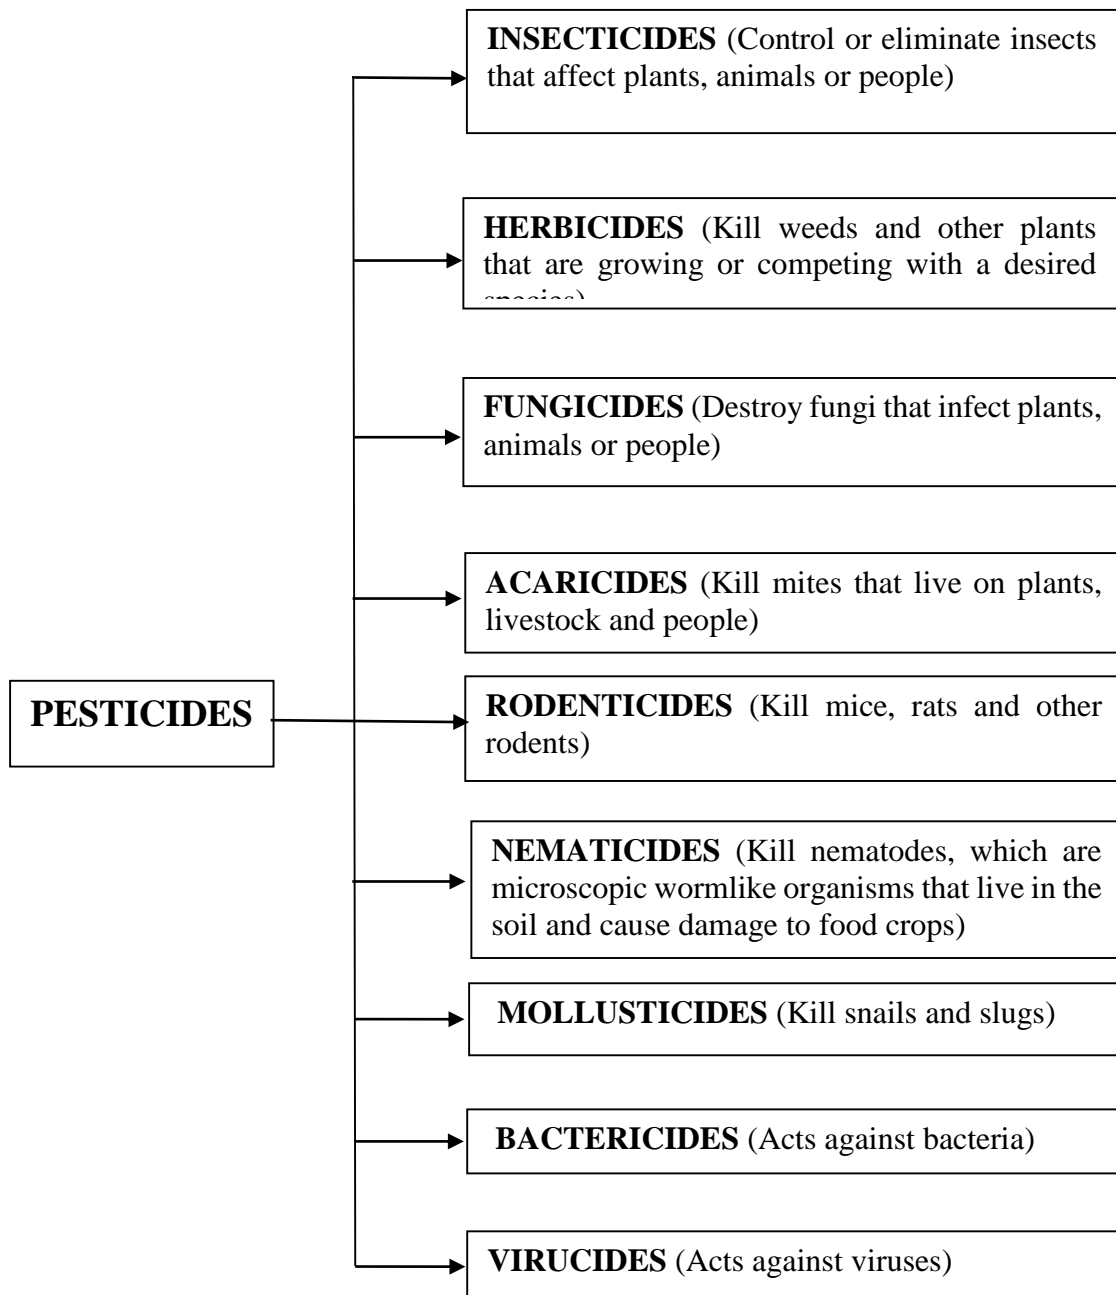 INSECTICIDES (Control or eliminate insects
that affect plants, animals or people)
HERBICIDES (Kill weeds and other plants
that are growing or competing with a desired
species)
FUNGICIDES (Destroy fungi that infect plants,
animals or people)
ACARICIDES (Kill mites that live on plants,
livestock and people)
PESTICIDES
RODENTICIDES (Kill mice, rats and other
rodents)
NEMATICIDES (Kill nematodes, which are
microscopic wormlike organisms that live in the
soil and cause damage to food crops)
MOLLUSTICIDES (Kill snails and slugs)
BACTERICIDES (Acts against bacteria)
VIRUCIDES (Acts against viruses)